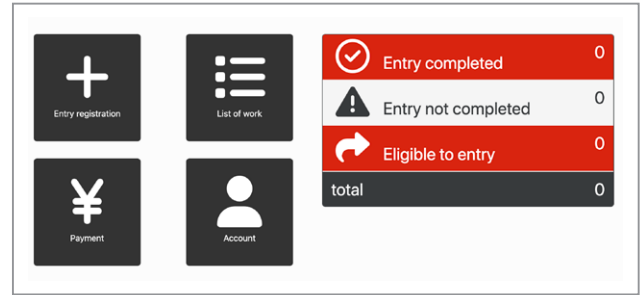 Entry registration
List of work
Payment
Account
Entry completed 0
Entry not completed 0
Eligible to entry 0
total 0